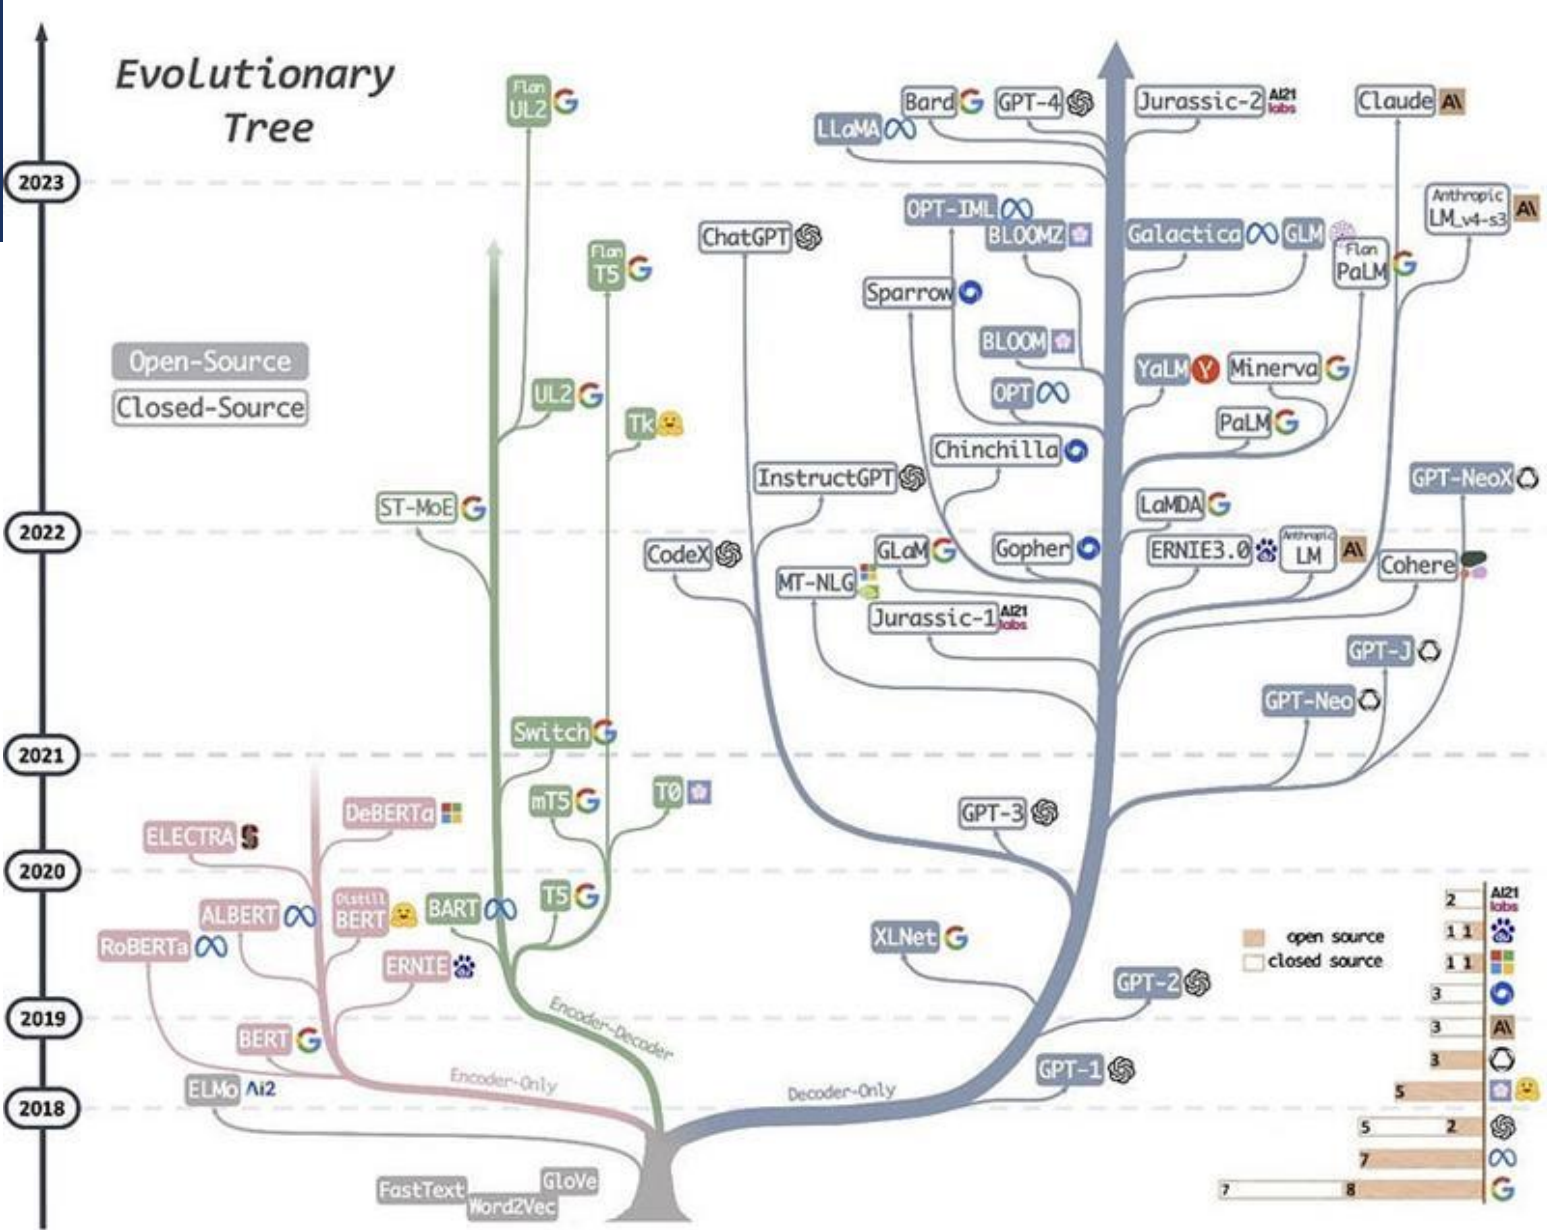 Evolutionary
Tree
2023
2022
2021
2020
2019
2018
Open-Source
Closed-Source
Flan
UL2
Flan
T5
UL2
Tk
ST-MoE
Switch
mT5
T0
T5
BART
DeBERTa
ELECTRA
ALBERT
Distill
BERT
RoBERTa
ERNIE
BERT
ELMo
Ai2
Encoder-Only
Encoder-Decoder
Decoder-Only
FastText
Word2Vec
GloVe
Bard
GPT-4
Jurassic-2
AI21
labs
Claude
A\
LLaMA
OPT-IML
Anthropic
LM_v4-s3
A\
ChatGPT
BLOOMZ
Galactica
GLM
Flan
PaLM
Sparrow
BLOOM
YaLM
Y
Minerva
OPT
PaLM
Chinchilla
InstructGPT
GPT-NeoX
LaMDA
CodeX
GLaM
Gopher
ERNIE3.0
Anthropic
LM
A\
Cohere
MT-NLG
Jurassic-1
AI21
labs
GPT-J
GPT-Neo
GPT-3
XLNet
GPT-2
GPT-1
open source
closed source
2
AI21
labs
1 1
1 1
3
3
A\
3
5
5 2
7
7 8